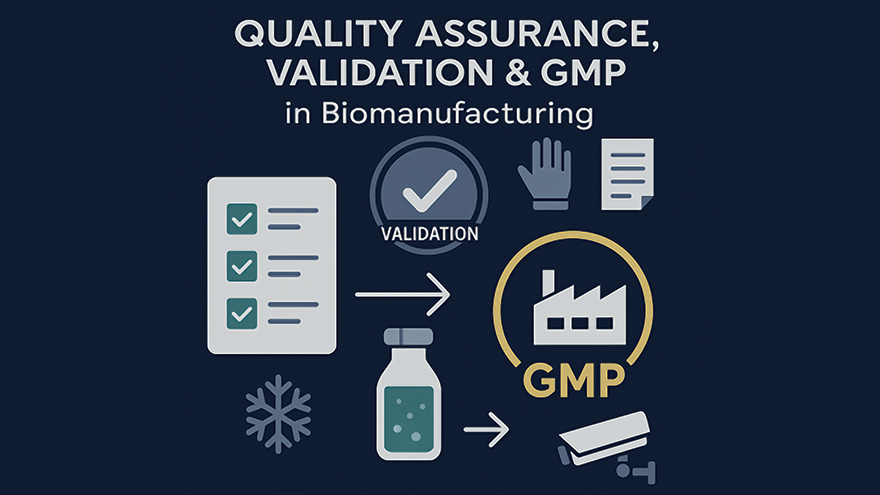 QUALITY ASSURANCE,
VALIDATION & GMP
in Biomanufacturing
VALIDATION
GMP